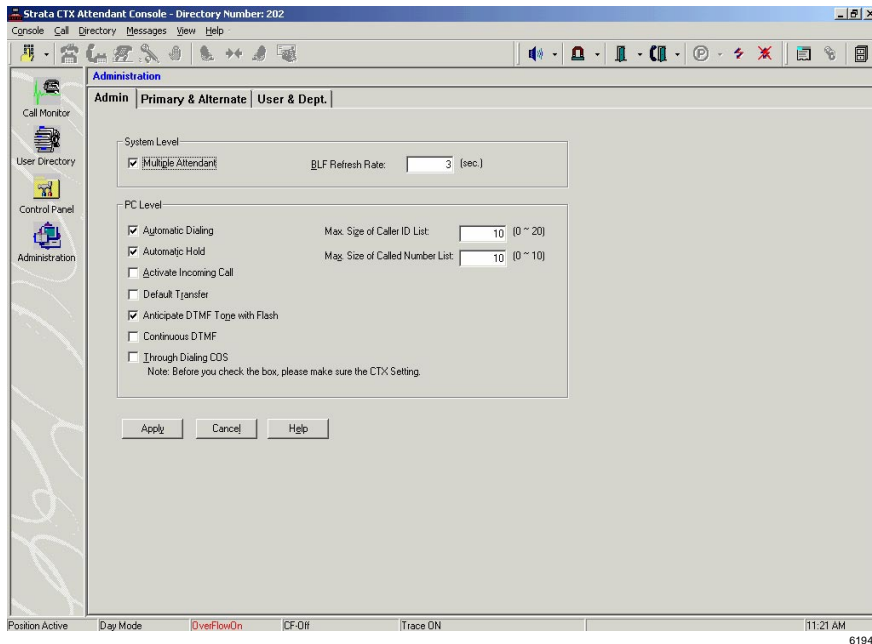 Strata CTX Attendant Console - Directory Number: 202
Console Call Directory Messages View Help
Administration
Call Monitor
User Directory
Control Panel
Administration
Admin Primary & Alternate User & Dept.
System Level
Multiple Attendant BLF Refresh Rate: 3 (sec.)
PC Level
Automatic Dialing Max. Size of Caller ID List: 10 (0 ~ 20)
Automatic Hold Max. Size of Called Number List: 10 (0 ~ 10)
Activate Incoming Call
Default Transfer
Anticipate DTMF Tone with Flash
Continuous DTMF
Through Dialing COS
Note: Before you check the box, please make sure the CTX Setting.
Apply Cancel Help
Position Active Day Mode OverFlowOn CF-Off Trace ON 11:21 AM
6194